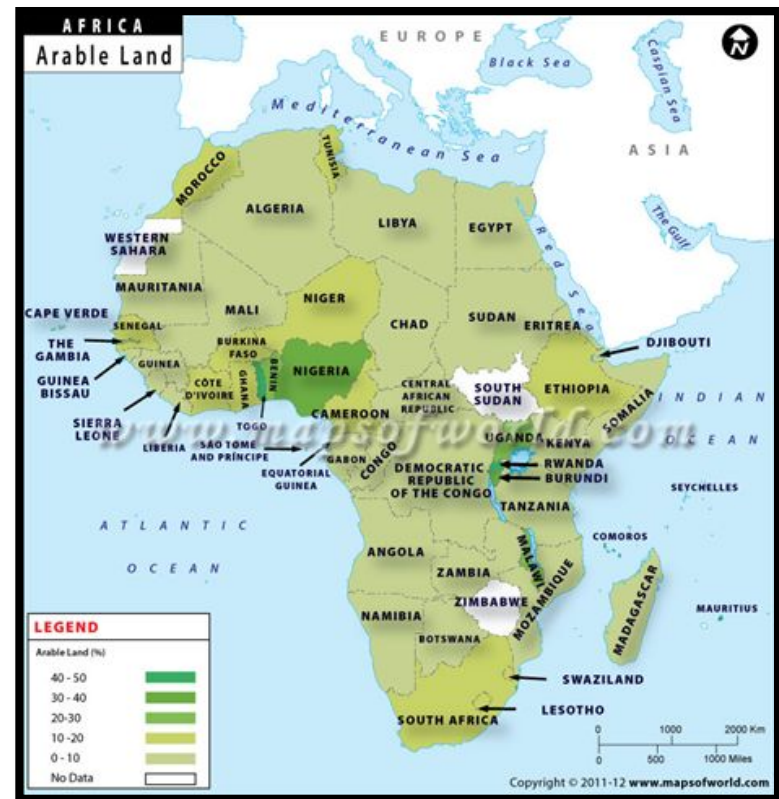 AFRICA
Arable Land
EUROPE
Black Sea
Caspian Sea
N
Mediterranean Sea
ASIA
MOROCCO
TUNISIA
ALGERIA
LIBYA
EGYPT
The Gulf
Red Sea
WESTERN
SAHARA
MAURITANIA
MALI
NIGER
CHAD
SUDAN
ERITREA
CAPE VERDE
SENEGAL
THE
GAMBIA
BURKINA
FASO
DJIBOUTI
GUINEA
BISSAU
GUINEA
CÔTE
D'IVOIRE
GHANA
BENIN
NIGERIA
CENTRAL
AFRICAN
REPUBLIC
SOUTH
SUDAN
ETHIOPIA
SOMALIA
INDIAN
OCEAN
SIERRA
LEONE
LIBERIA
TOGO
CAMEROON
www.mapsofworld.com
SAO TOME
AND PRÍNCIPE
EQUATORIAL
GUINEA
GABON
CONGO
DEMOCRATIC
REPUBLIC
OF THE CONGO
UGANDA
KENYA
RWANDA
BURUNDI
TANZANIA
SEYCHELLES
ATLANTIC
OCEAN
ANGOLA
ZAMBIA
MALAWI
COMOROS
MOZAMBIQUE
ZIMBABWE
NAMIBIA
BOTSWANA
MADAGASCAR
MAURITIUS
SWAZILAND
SOUTH AFRICA
LESOTHO
LEGEND
Arable Land (%)
40 - 50
30 - 40
20-30
10 -20
0 -10
No Data
0 1000 2000 Km
0 500 1000 Miles
Copyright © 2011-12 www.mapsofworld.com